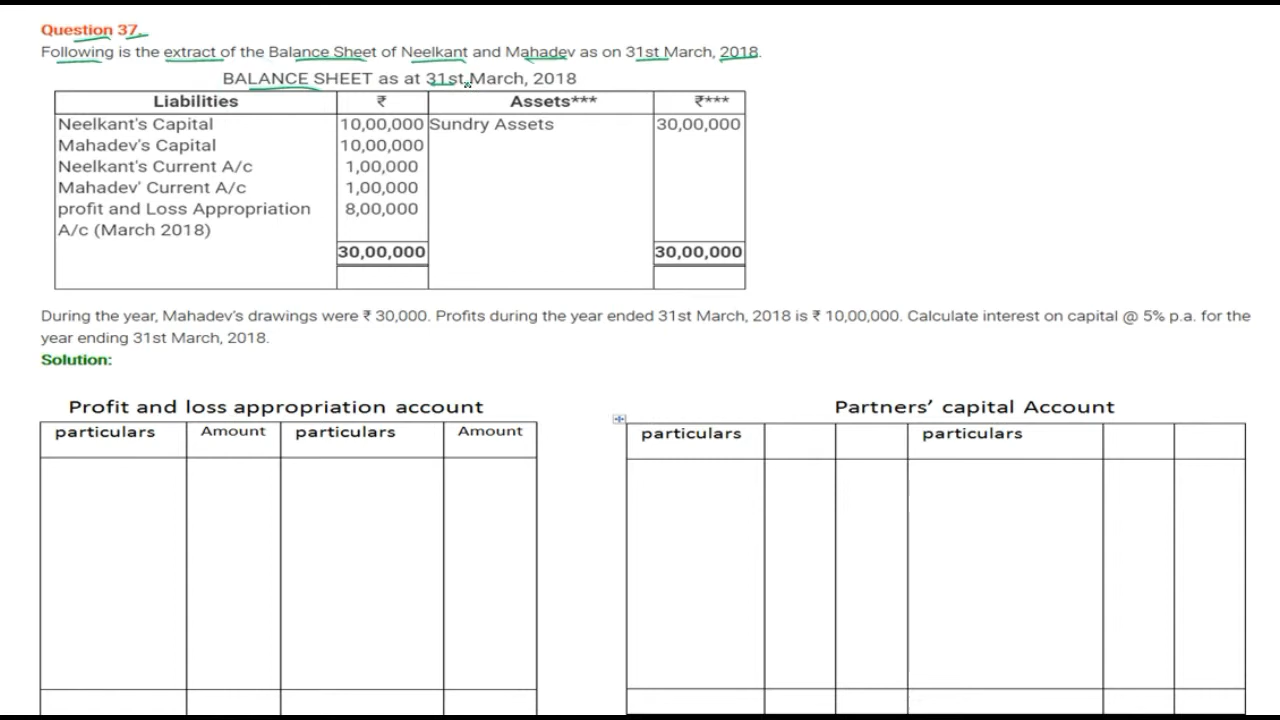 Question 37.
Following is the extract of the Balance Sheet of Neelkant and Mahadev as on 31st March, 2018.
BALANCE SHEET as at 31st March, 2018
Liabilities ₹ Assets*** ₹***
Neelkant's Capital 10,00,000 Sundry Assets 30,00,000
Mahadev's Capital 10,00,000
Neelkant's Current A/c 1,00,000
Mahadev' Current A/c 1,00,000
profit and Loss Appropriation 8,00,000
A/c (March 2018)
30,00,000 30,00,000
During the year, Mahadev's drawings were ₹ 30,000. Profits during the year ended 31st March, 2018 is ₹ 10,00,000. Calculate interest on capital @ 5% p.a. for the
year ending 31st March, 2018.
Solution:
Profit and loss appropriation account
particulars Amount particulars Amount
Partners' capital Account
particulars particulars